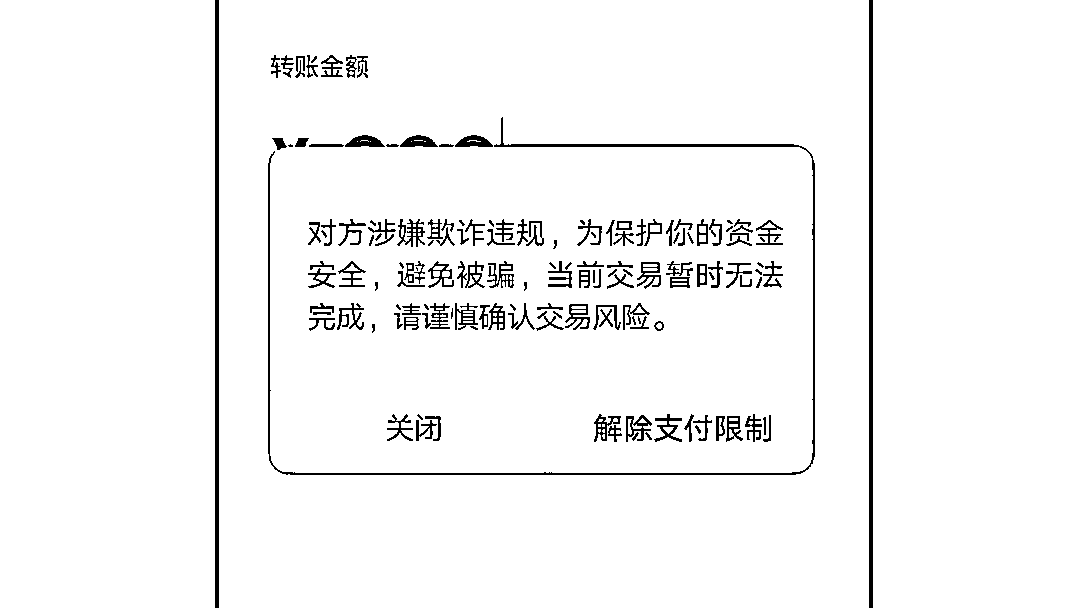 转账金额
对方涉嫌欺诈违规，为保护你的资金
安全，避免被骗，当前交易暂时无法
完成，请谨慎确认交易风险。
关闭 解除支付限制